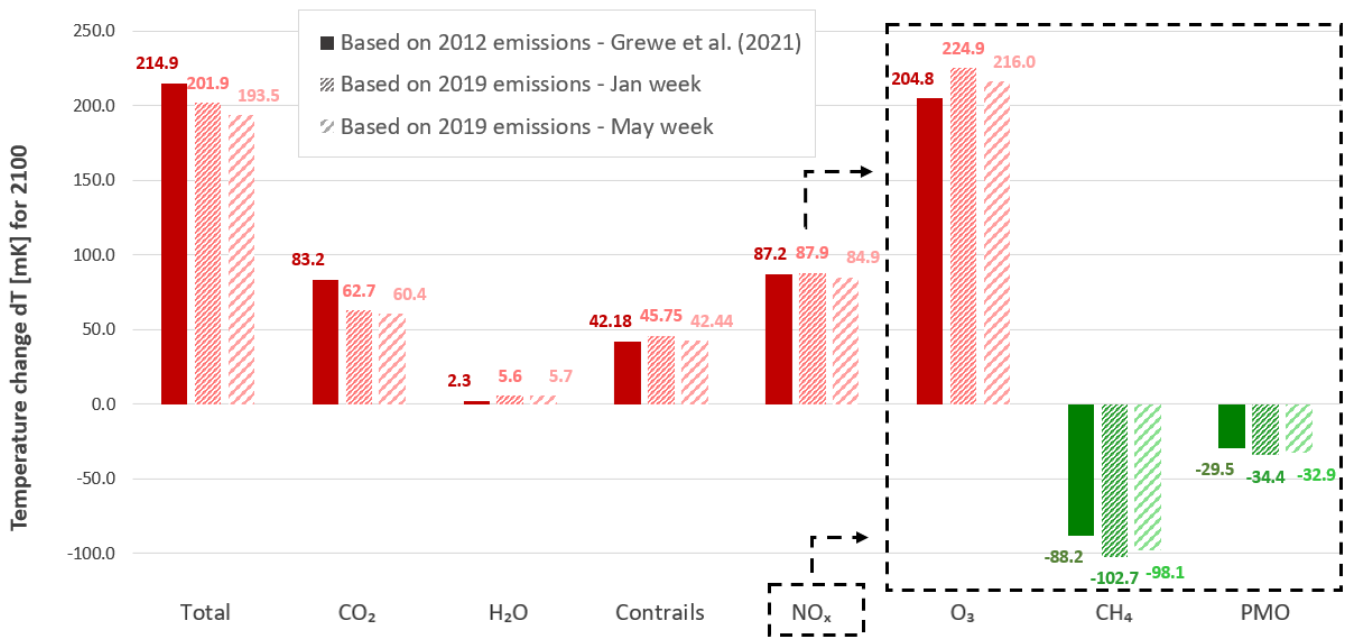 250.0
200.0
150.0
100.0
50.0
0.0
-50.0
-100.0
Temperature change dT [mK] for 2100
Based on 2012 emissions - Grewe et al. (2021)
Based on 2019 emissions - Jan week
Based on 2019 emissions - May week
214.9
201.9
193.5
83.2
62.7
60.4
2.3
5.6
5.7
42.18
45.75
42.44
87.2
87.9
84.9
204.8
224.9
216.0
-88.2
-102.7
-98.1
-29.5
-34.4
-32.9
Total
CO₂
H₂O
Contrails
NOₓ
O₃
CH₄
PMO